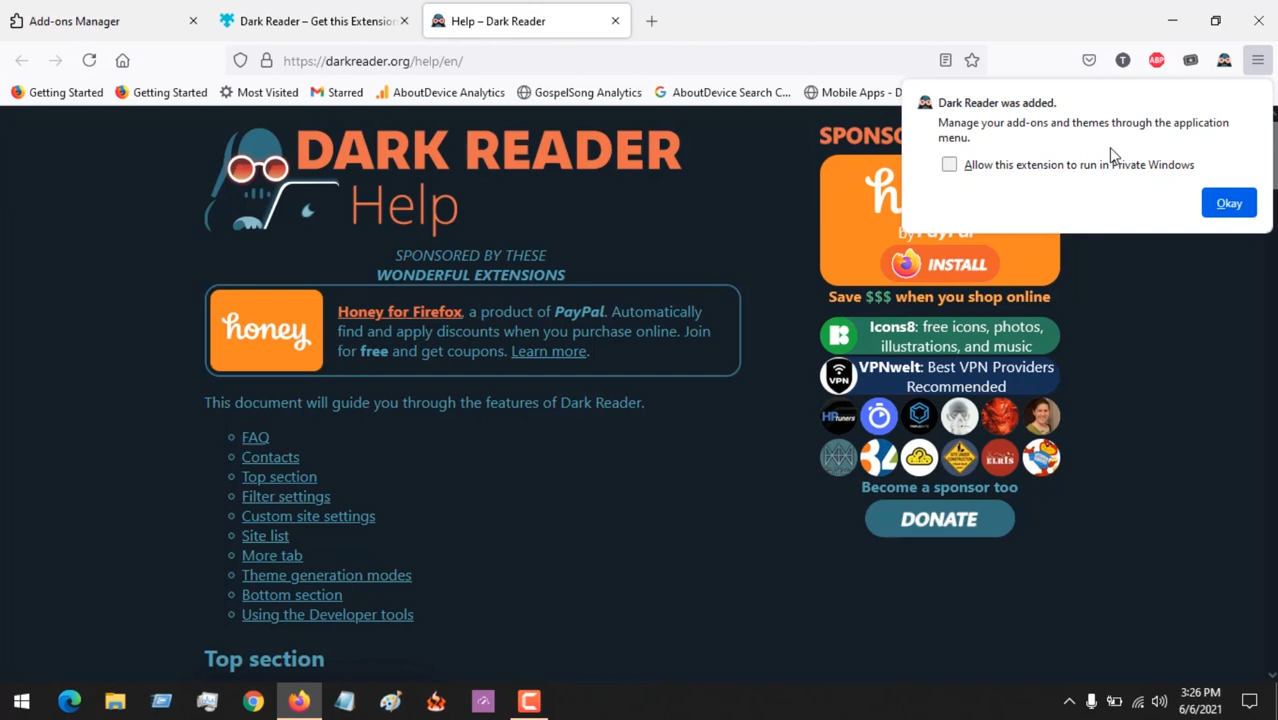 Add-ons Manager
Dark Reader – Get this Extension
Help – Dark Reader
https://darkreader.org/help/en/
ABP
T
Getting Started
Getting Started
Most Visited
Starred
AboutDevice Analytics
GospelSong Analytics
AboutDevice Search C...
Mobile Apps - D
Dark Reader was added.
Manage your add-ons and themes through the application
menu.
Allow this extension to run in Private Windows
Okay
DARK READER
Help
SPONSORED BY THESE
WONDERFUL EXTENSIONS
honey
Honey for Firefox, a product of PayPal. Automatically
find and apply discounts when you purchase online. Join
for free and get coupons. Learn more.
This document will guide you through the features of Dark Reader.
FAQ
Contacts
Top section
Filter settings
Custom site settings
Site list
More tab
Theme generation modes
Bottom section
Using the Developer tools
Top section
SPONSO
h
by PayPal
INSTALL
Save $$$ when you shop online
Icons8: free icons, photos,
illustrations, and music
VPN
VPNwelt: Best VPN Providers
Recommended
HPtuners
ELRIS
Become a sponsor too
DONATE
3:26 PM
6/6/2021